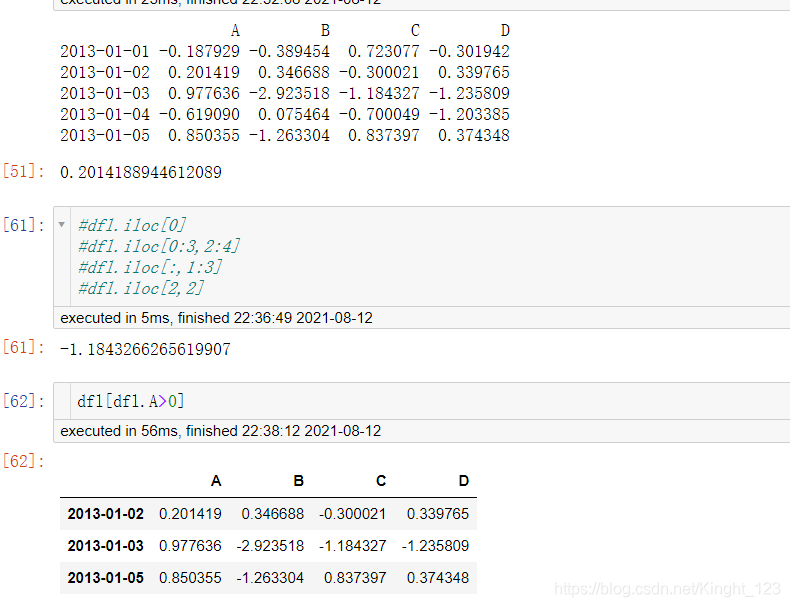 executed in 25ms, finished 22:32:08 2021-08-12
A B C D
2013-01-01 -0.187929 -0.389454 0.723077 -0.301942
2013-01-02 0.201419 0.346688 -0.300021 0.339765
2013-01-03 0.977636 -2.923518 -1.184327 -1.235809
2013-01-04 -0.619090 0.075464 -0.700049 -1.203385
2013-01-05 0.850355 -1.263304 0.837397 0.374348
[51]: 0.2014188944612089
[61]: #df1.iloc[0]
#df1.iloc[0:3,2:4]
#df1.iloc[:,1:3]
#df1.iloc[2,2]
executed in 5ms, finished 22:36:49 2021-08-12
[61]: -1.1843266265619907
[62]: df1[df1.A>0]
executed in 56ms, finished 22:38:12 2021-08-12
[62]:
A B C D
2013-01-02 0.201419 0.346688 -0.300021 0.339765
2013-01-03 0.977636 -2.923518 -1.184327 -1.235809
2013-01-05 0.850355 -1.263304 0.837397 0.374348
https://blog.csdn.net/Kinght_123